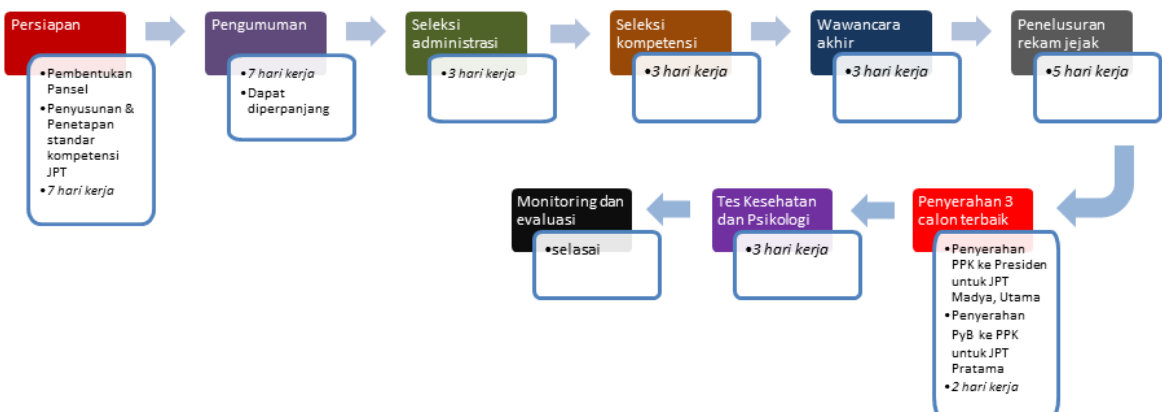 Persiapan
•Pembentukan
Pansel
•Penyusunan &
Penetapan
standar
kompetensi
JPT
•7 hari kerja
Pengumuman
•7 hari kerja
•Dapat
diperpanjang
Seleksi
administrasi
•3 hari kerja
Seleksi
kompetensi
•3 hari kerja
Wawancara
akhir
•3 hari kerja
Penelusuran
rekam jejak
•5 hari kerja
Penyerahan 3
calon terbaik
•Penyerahan
PPK ke Presiden
untuk JPT
Madya, Utama
•Penyerahan
PyB ke PPK
untuk JPT
Pratama
•2 hari kerja
Tes Kesehatan
dan Psikologi
•3 hari kerja
Monitoring dan
evaluasi
•selasai